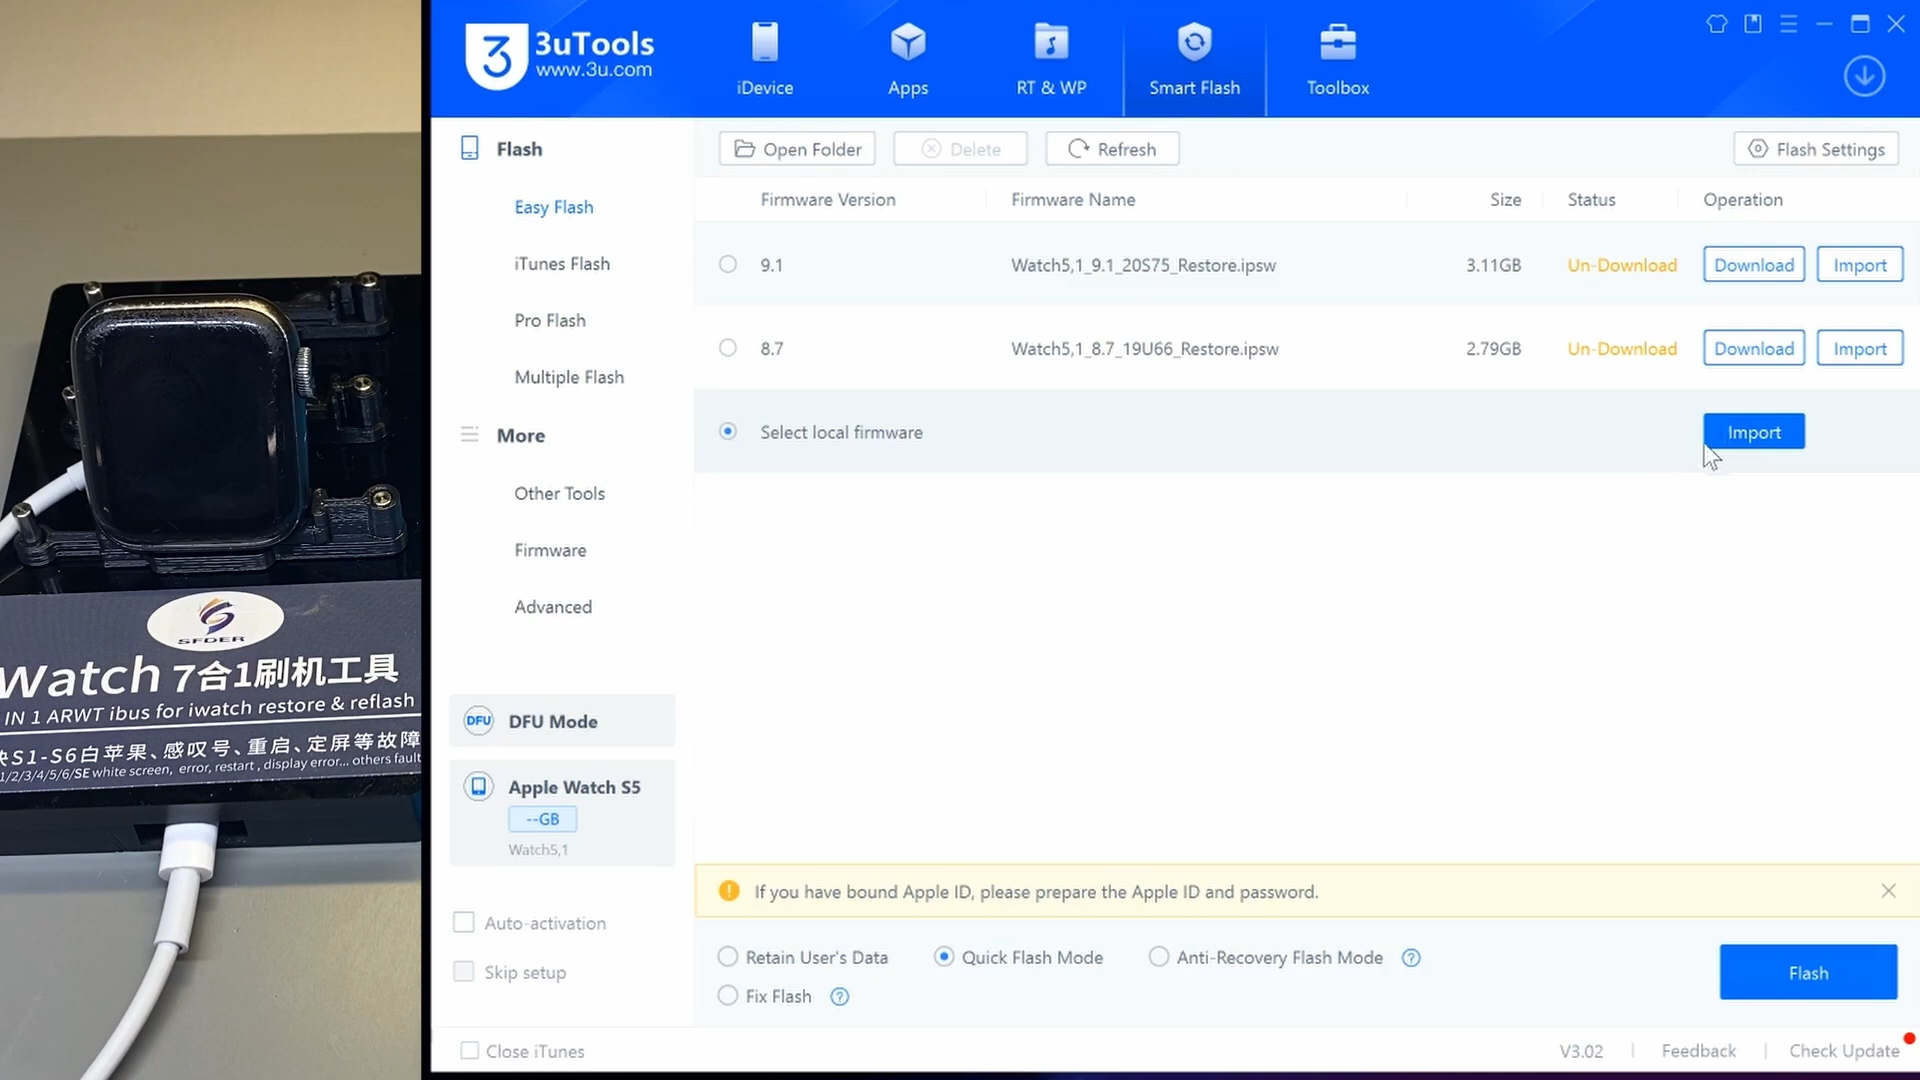 3uTools
www.3u.com
iDevice
Apps
RT & WP
Smart Flash
Toolbox
Flash
Easy Flash
iTunes Flash
Pro Flash
Multiple Flash
More
Other Tools
Firmware
Advanced
DFU DFU Mode
Apple Watch S5
--GB
Watch5,1
Auto-activation
Skip setup
Close iTunes
Open Folder Delete Refresh Flash Settings
Firmware Version Firmware Name Size Status Operation
9.1 Watch5,1_9.1_20S75_Restore.ipsw 3.11GB Un-Download Download Import
8.7 Watch5,1_8.7_19U66_Restore.ipsw 2.79GB Un-Download Download Import
Select local firmware Import
If you have bound Apple ID, please prepare the Apple ID and password.
Retain User's Data Quick Flash Mode Anti-Recovery Flash Mode
Fix Flash
Flash
V3.02 Feedback Check Update
SFDER
Watch 7合1刷机工具
IN 1 ARWT ibus for iwatch restore & reflash
S1-S6白苹果、感叹号、重启、定屏等故障
1/2/3/4/5/6/SE white screen, error, restart, display error... others fault